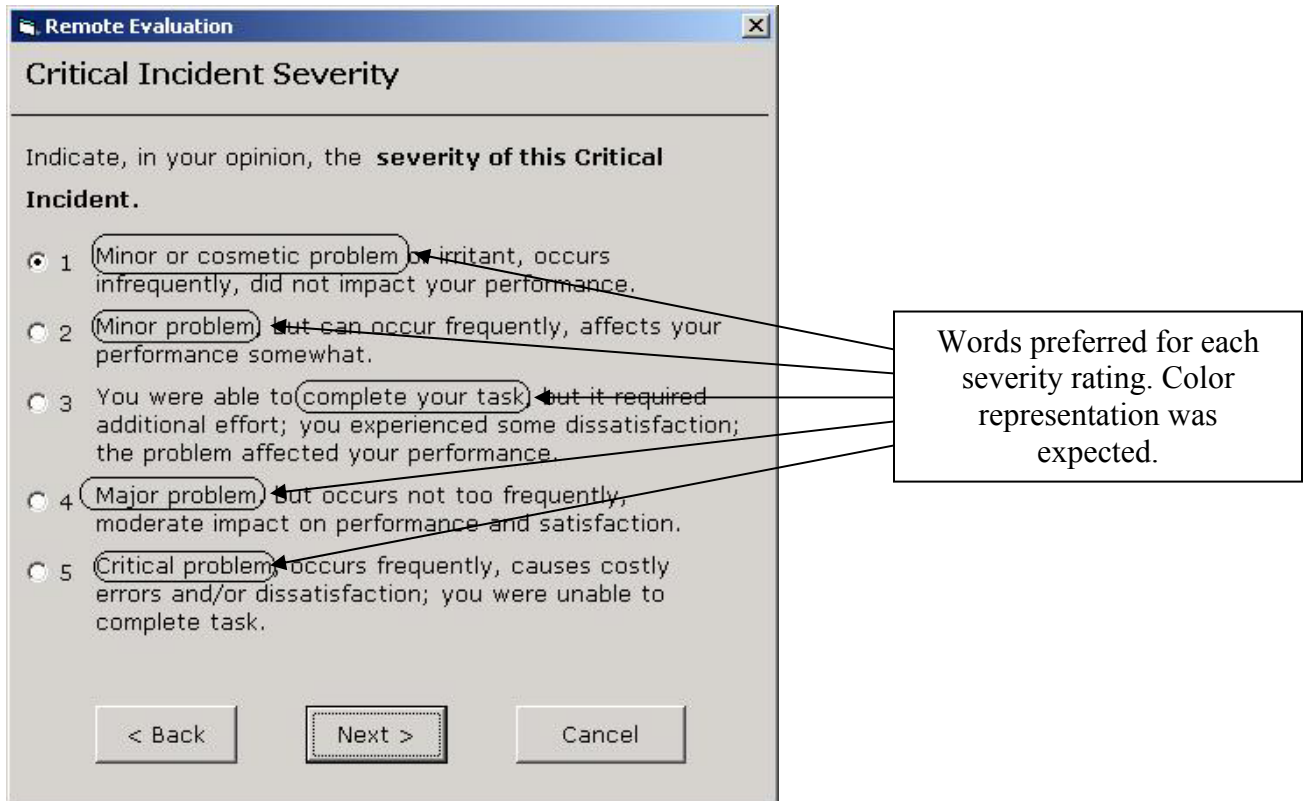 Remote Evaluation
Critical Incident Severity
Indicate, in your opinion, the severity of this Critical
Incident.
1 Minor or cosmetic problem or irritant, occurs
infrequently, did not impact your performance.
2 Minor problem, but can occur frequently, affects your
performance somewhat.
3 You were able to complete your task, but it required
additional effort; you experienced some dissatisfaction;
the problem affected your performance.
4 Major problem, but occurs not too frequently,
moderate impact on performance and satisfaction.
5 Critical problem, occurs frequently, causes costly
errors and/or dissatisfaction; you were unable to
complete task.
< Back
Next >
Cancel
Words preferred for each
severity rating. Color
representation was
expected.